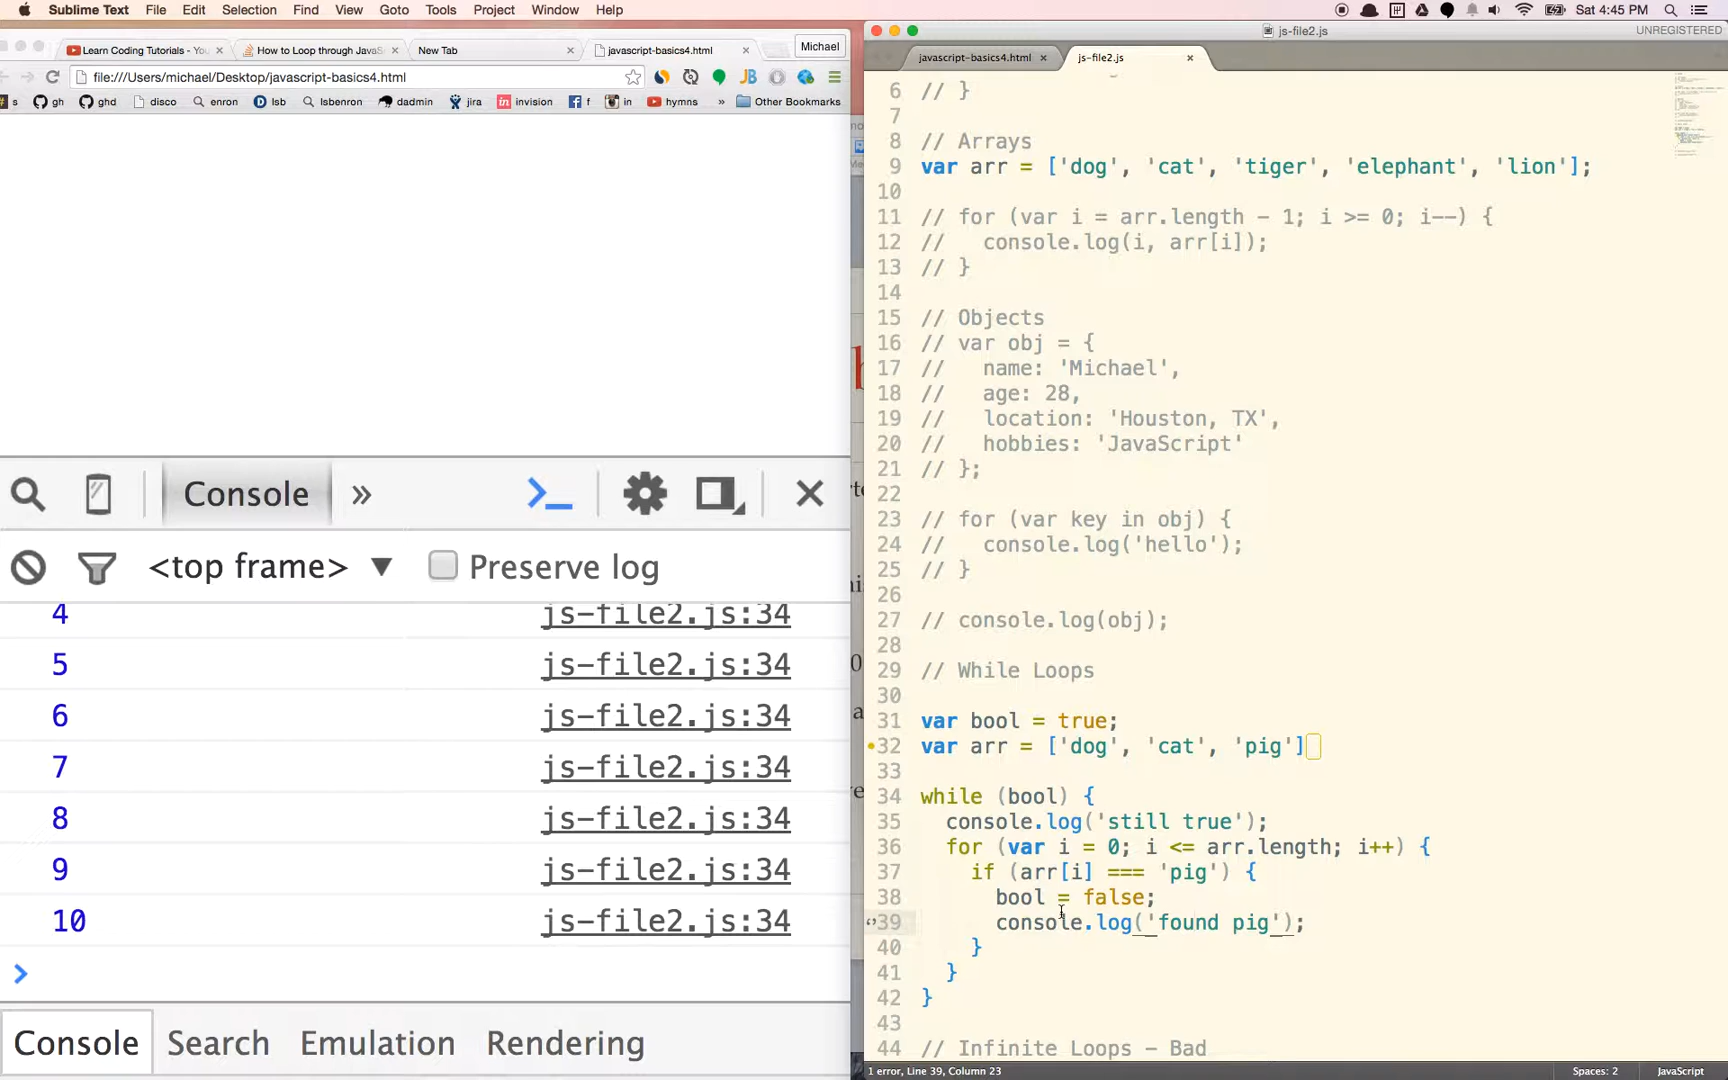 Sublime Text File Edit Selection Find View Goto Tools Project Window Help Sat 4:45 PM
js-file2.js UNREGISTERED
Learn Coding Tutorials - You How to Loop through JavaS New Tab javascript-basics4.html Michael
file:///Users/michael/Desktop/javascript-basics4.html JB
s gh ghd disco enron lsb lsbenron dadmin jira in invision f in hymns » Other Bookmarks
Console »
<top frame> ▼ Preserve log
4 js-file2.js:34
5 js-file2.js:34
6 js-file2.js:34
7 js-file2.js:34
8 js-file2.js:34
9 js-file2.js:34
10 js-file2.js:34
>
Console Search Emulation Rendering
javascript-basics4.html js-file2.js
6 // }
7
8 // Arrays
9 var arr = ['dog', 'cat', 'tiger', 'elephant', 'lion'];
10
11 // for (var i = arr.length - 1; i >= 0; i--) {
12 //   console.log(i, arr[i]);
13 // }
14
15 // Objects
16 // var obj = {
17 //   name: 'Michael',
18 //   age: 28,
19 //   location: 'Houston, TX',
20 //   hobbies: 'JavaScript'
21 // };
22
23 // for (var key in obj) {
24 //   console.log('hello');
25 // }
26
27 // console.log(obj);
28
29 // While Loops
30
31 var bool = true;
32 var arr = ['dog', 'cat', 'pig']
33
34 while (bool) {
35   console.log('still true');
36   for (var i = 0; i <= arr.length; i++) {
37     if (arr[i] === 'pig') {
38       bool = false;
39       console.log('found pig');
40     }
41   }
42 }
43
44 // Infinite Loops - Bad
1 error, Line 39, Column 23 Spaces: 2 JavaScript